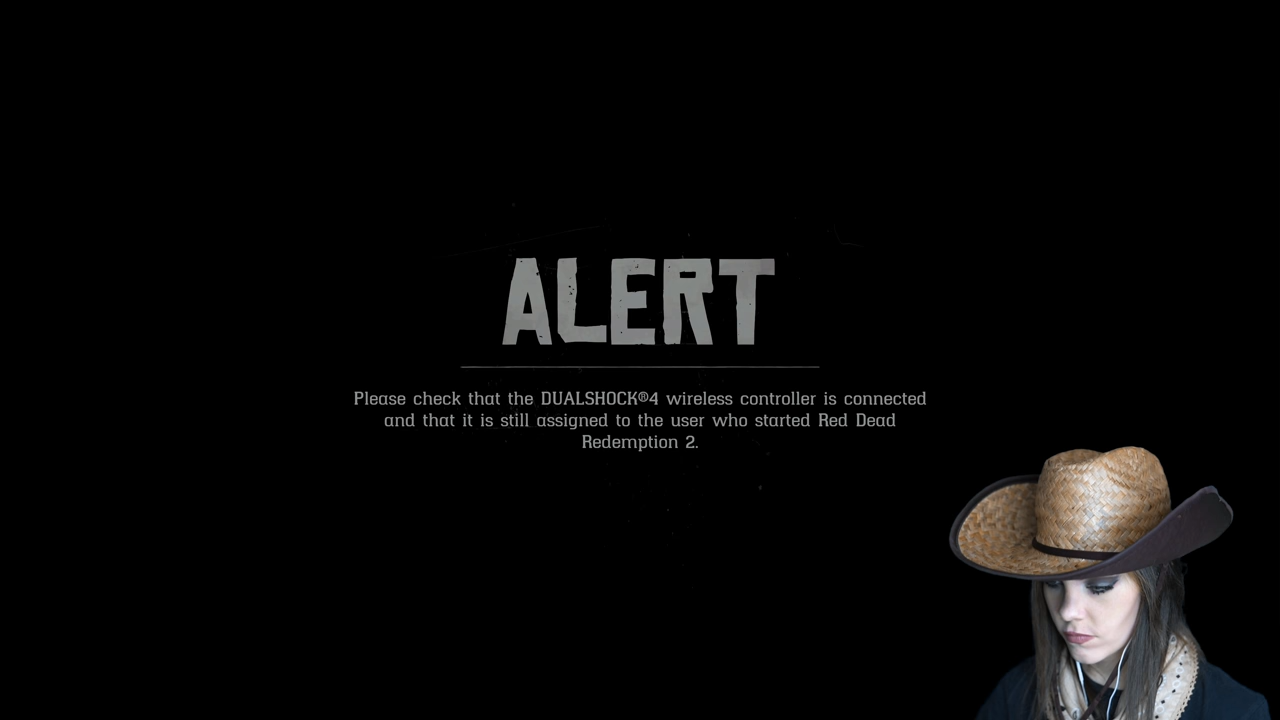 ALERT
Please check that the DUALSHOCK®4 wireless controller is connected
and that it is still assigned to the user who started Red Dead
Redemption 2.